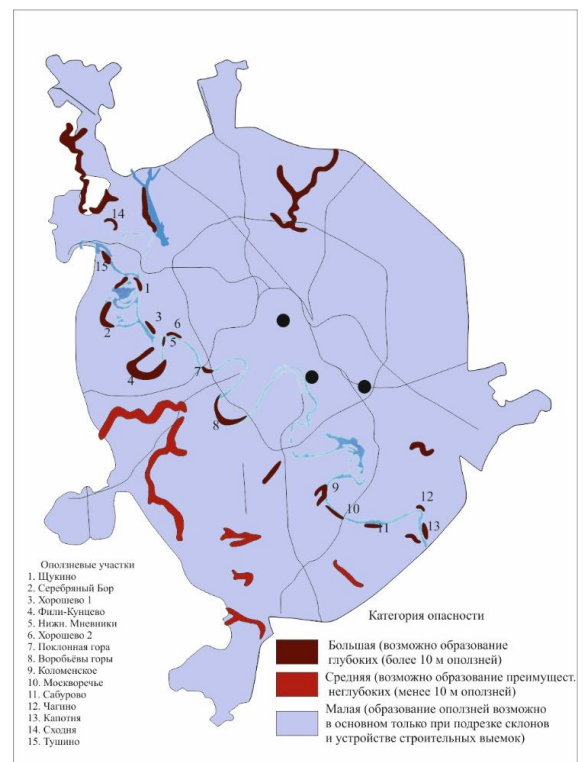 14
15
1
2
3
6
5
4
7
8
9
10
11
12
13
Оползневые участки
1. Щукино
2. Серебряный Бор
3. Хорошево 1
4. Фили-Кунцево
5. Нижн. Мневники
6. Хорошево 2
7. Поклонная гора
8. Воробьёвы горы
9. Коломенское
10. Москворечье
11. Сабурово
12. Чагино
13. Капотня
14. Сходня
15. Тушино
Категория опасности
Большая (возможно образование
глубоких (более 10 м оползней)
Средняя (возможно образование преимущест.
неглубоких (менее 10 м оползней)
Малая (образование оползней возможно
в основном только при подрезке склонов
и устройстве строительных выемок)